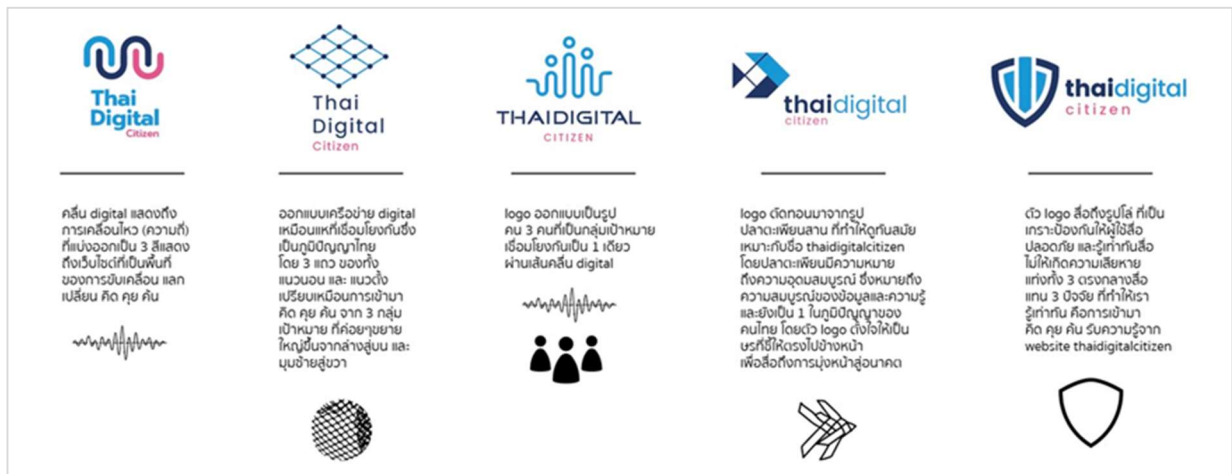 Thai
Digital
Citizen
คลื่น digital แสดงถึง
การเคลื่อนไหว (ความถี่)
ที่แบ่งออกเป็น 3 สีแสดง
ถึงเว็บไซต์ที่เป็นพื้นที่
ของการขับเคลื่อน แลก
เปลี่ยน คิด คุย ค้น
Thai
Digital
Citizen
ออกแบบเครือข่าย digital
เหมือนแหที่เชื่อมโยงกันซึ่ง
เป็นภูมิปัญญาไทย
โดย 3 แถว ของทั้ง
แนวนอน และ แนวตั้ง
เปรียบเหมือนการเข้ามา
คิด คุย ค้น จาก 3 กลุ่ม
เป้าหมาย ที่ค่อยๆขยาย
ใหญ่ขึ้นจากล่างสู่บน และ
มุมซ้ายสู่ขวา
THAIDIGITAL
CITIZEN
logo ออกแบบเป็นรูป
คน 3 คนที่เป็นกลุ่มเป้าหมาย
เชื่อมโยงกันเป็น 1 เดียว
ผ่านเส้นคลื่น digital
thaidigital
citizen
logo ตัดทอนมาจากรูป
ปลาตะเพียนสาน ที่ทำให้ดูทันสมัย
เหมาะกับชื่อ thaidigitalcitizen
โดยปลาตะเพียนมีความหมาย
ถึงความอุดมสมบูรณ์ ซึ่งหมายถึง
ความสมบูรณ์ของข้อมูลและความรู้
และยังเป็น 1 ในภูมิปัญญาของ
คนไทย โดยตัว logo ตั้งใจให้เป็น
ษรที่ชี้ให้ตรงไปข้างหน้า
เพื่อสื่อถึงการมุ่งหน้าสู่อนาคต
thaidigital
citizen
ตัว logo สื่อถึงรูปโล่ ที่เป็น
เกราะป้องกันให้ผู้ใช้สื่อ
ปลอดภัย และรู้เท่าทันสื่อ
ไม่ให้เกิดความเสียหาย
แท่งทั้ง 3 ตรงกลางสื่อ
แทน 3 ปัจจัย ที่ทำให้เรา
รู้เท่าทัน คือการเข้ามา
คิด คุย ค้น รับความรู้จาก
website thaidigitalcitizen